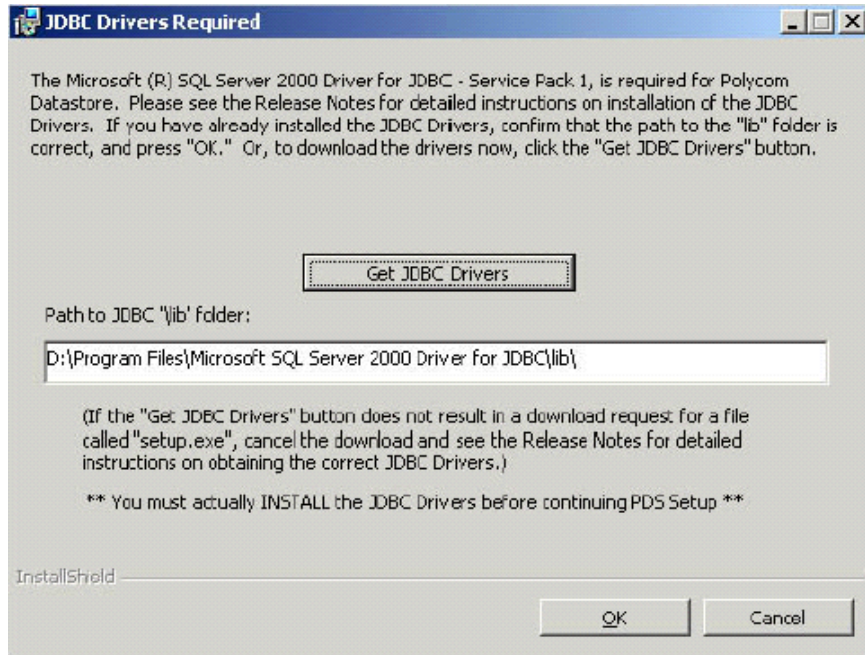 JDBC Drivers Required
The Microsoft (R) SQL Server 2000 Driver for JDBC - Service Pack 1, is required for Polycom
Datastore. Please see the Release Notes for detailed instructions on installation of the JDBC
Drivers. If you have already installed the JDBC Drivers, confirm that the path to the "lib" folder is
correct, and press "OK." Or, to download the drivers now, click the "Get JDBC Drivers" button.
Get JDBC Drivers
Path to JDBC "\lib' folder:
D:\Program Files\Microsoft SQL Server 2000 Driver for JDBC\lib\
(If the "Get JDBC Drivers" button does not result in a download request for a file
called "setup.exe", cancel the download and see the Release Notes for detailed
instructions on obtaining the correct JDBC Drivers.)
** You must actually INSTALL the JDBC Drivers before continuing PDS Setup **
InstallShield
OK
Cancel